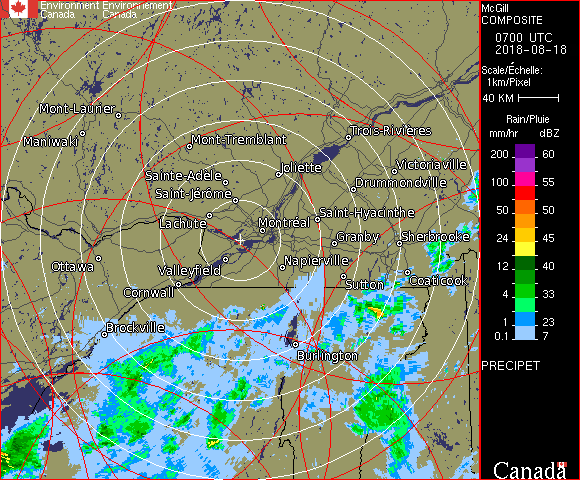 Environment Environnement
Canada Canada
McGill
COMPOSITE
0700 UTC
2018-08-18
Scale/Échelle:
1km/Pixel
40 KM
Rain/Pluie
mm/hr dBZ
200 60
100 55
50 50
24 45
12 40
4 33
1 23
0.1 7
PRECIPET
Canada
Mont-Laurier
Maniwaki
Mont-Tremblant
Trois-Rivières
Joliette
Victoriaville
Sainte-Adèle
Drummondville
Saint-Jérôme
Saint-Hyacinthe
Lachute
Montréal
Granby
Sherbrooke
Ottawa
Valleyfield
Napierville
Cornwall
Sutton
Coaticook
Brockville
Burlington